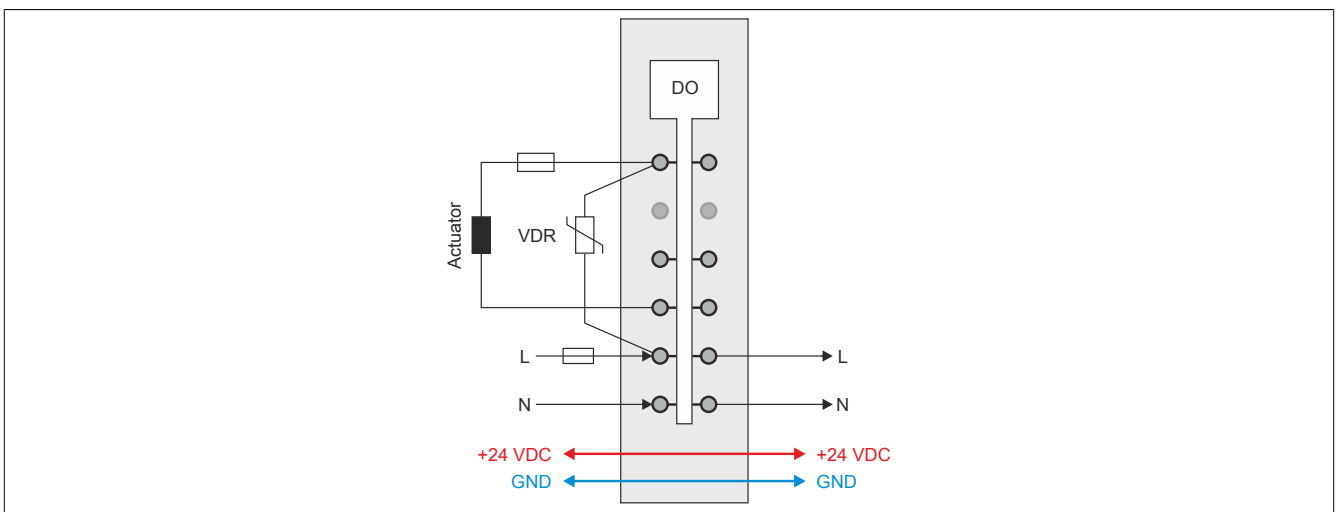 DO
Actuator
VDR
L
L
N
N
+24 VDC
+24 VDC
GND
GND